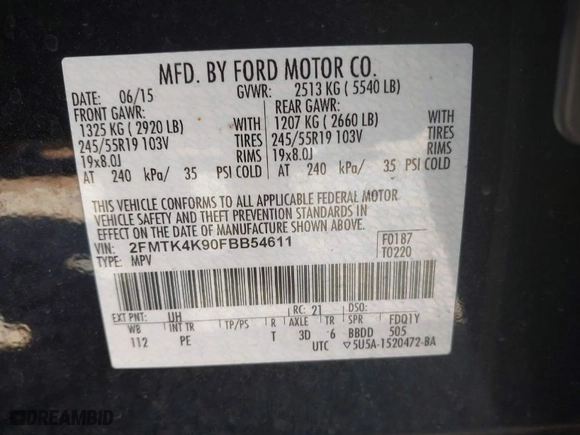 MFD. BY FORD MOTOR CO.
DATE: 06/15 GVWR: 2513 KG ( 5540 LB)
FRONT GAWR: REAR GAWR:
1325 KG ( 2920 LB) WITH 1207 KG ( 2660 LB) WITH
245/55R19 103V TIRES 245/55R19 103V TIRES
19x8.0J RIMS 19x8.0J RIMS
AT 240 kPa/ 35 PSI COLD AT 240 kPa/ 35 PSI COLD
THIS VEHICLE CONFORMS TO ALL APPLICABLE FEDERAL MOTOR
VEHICLE SAFETY AND THEFT PREVENTION STANDARDS IN
EFFECT ON THE DATE OF MANUFACTURE SHOWN ABOVE.
VIN: 2FMTK4K90FBB54611 F0187
TYPE: MPV T0220
EXT PNT: UH RC: 21 DSO:
WB INT TR TP/PS R AXLE TR SPR FDQ1Y
112 PE T 3D 6 BBDD 505
UTC ▽5U5A-1520472-BA
DREAMBID